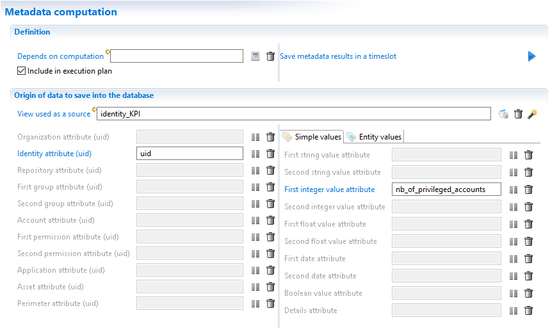 Metadata computation
Definition
Depends on computation
Save metadata results in a timeslot
Include in execution plan
Origin of data to save into the database
View used as a source identity_KPI
Organization attribute (uid)
Simple values Entity values
Identity attribute (uid) uid
First string value attribute
Repository attribute (uid)
Second string value attribute
First group attribute (uid)
First integer value attribute nb_of_privileged_accounts
Second group attribute (uid)
Second integer value attribute
Account attribute (uid)
First float value attribute
First permission attribute (uid)
Second float value attribute
Second permission attribute (uid)
First date attribute
Application attribute (uid)
Second date attribute
Asset attribute (uid)
Boolean value attribute
Perimeter attribute (uid)
Details attribute